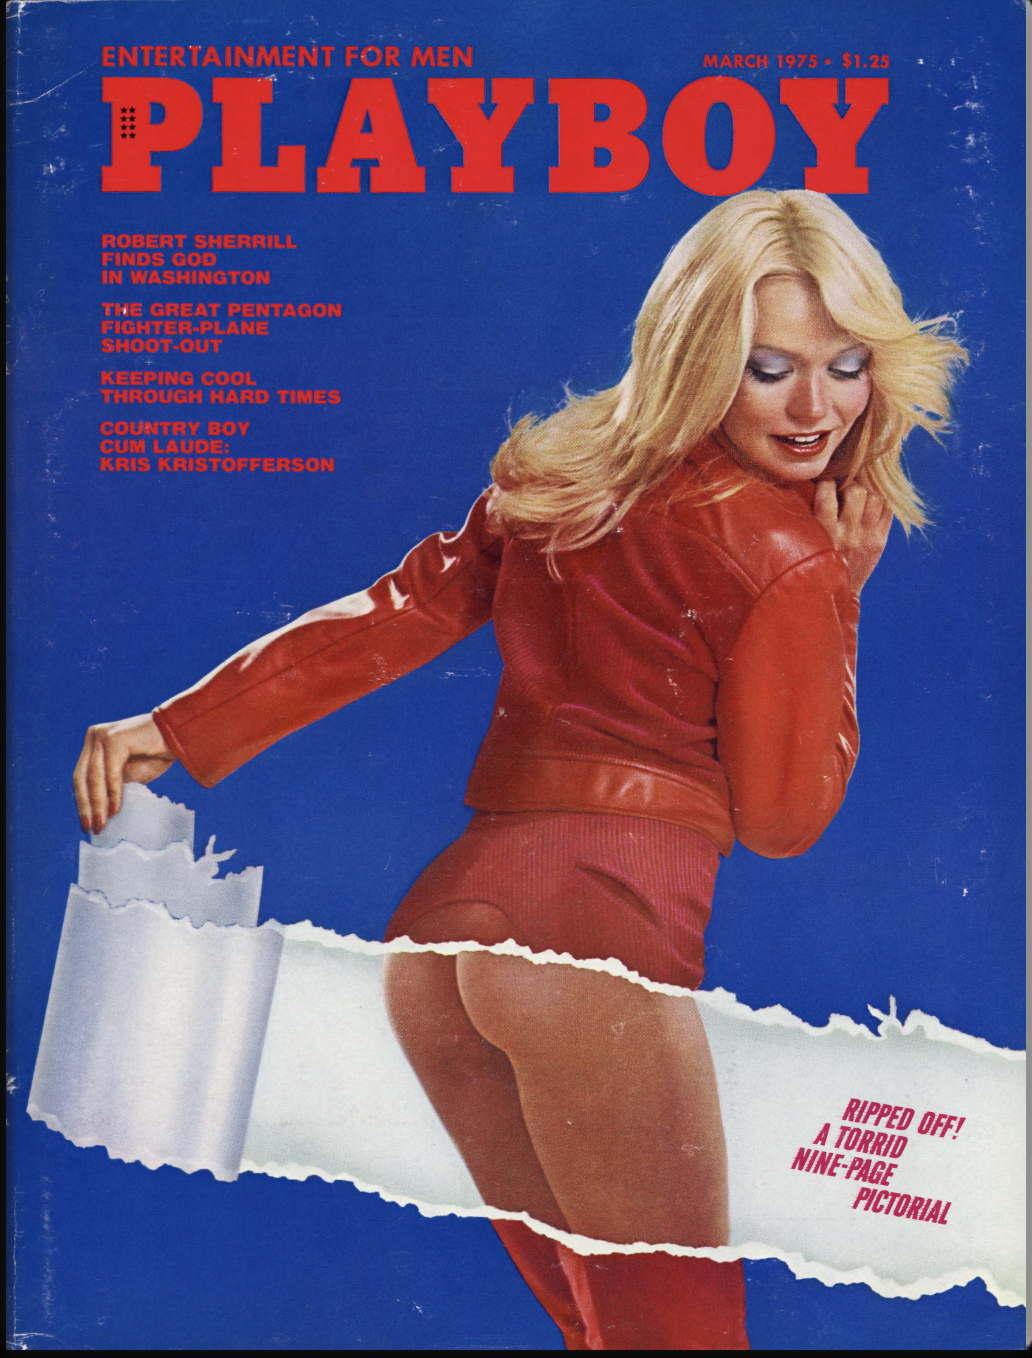 ENTERTAINMENT FOR MEN
MARCH 1975 • $1.25
PLAYBOY
ROBERT SHERRILL
FINDS GOD
IN WASHINGTON
THE GREAT PENTAGON
FIGHTER-PLANE
SHOOT-OUT
KEEPING COOL
THROUGH HARD TIMES
COUNTRY BOY
CUM LAUDE:
KRIS KRISTOFFERSON
RIPPED OFF!
A TORRID
NINE-PAGE
PICTORIAL